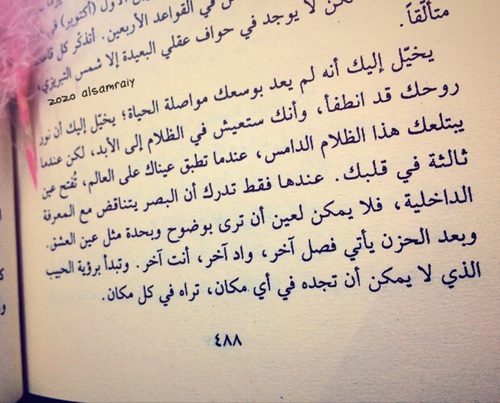 الأول (أكتوبر) في
في القواعد الأربعين. أتذكّر كل قاعدة
لا يوجد في حواف عقلي البعيدة إلا شمس التبريزي،
متألّقاً.
2020 alsamraiy
يخيّل إليك أنه لم يعد بوسعك مواصلة الحياة؛ يخيّل إليك أن نور
روحك قد انطفأ، وأنك ستعيش في الظلام إلى الأبد، لكن عندما
يبتلعك هذا الظلام الدامس، عندما تطبق عيناك على العالم، تُفتح عين
ثالثة في قلبك. عندها فقط تدرك أن البصر يتناقض مع المعرفة
الداخلية، فلا يمكن لعين أن ترى بوضوح وبحدة مثل عين العشق.
وبعد الحزن يأتي فصل آخر، واد آخر، أنت آخر. وتبدأ برؤية الحبيب
الذي لا يمكن أن تجده في أي مكان، تراه في كل مكان.
٤٨٨